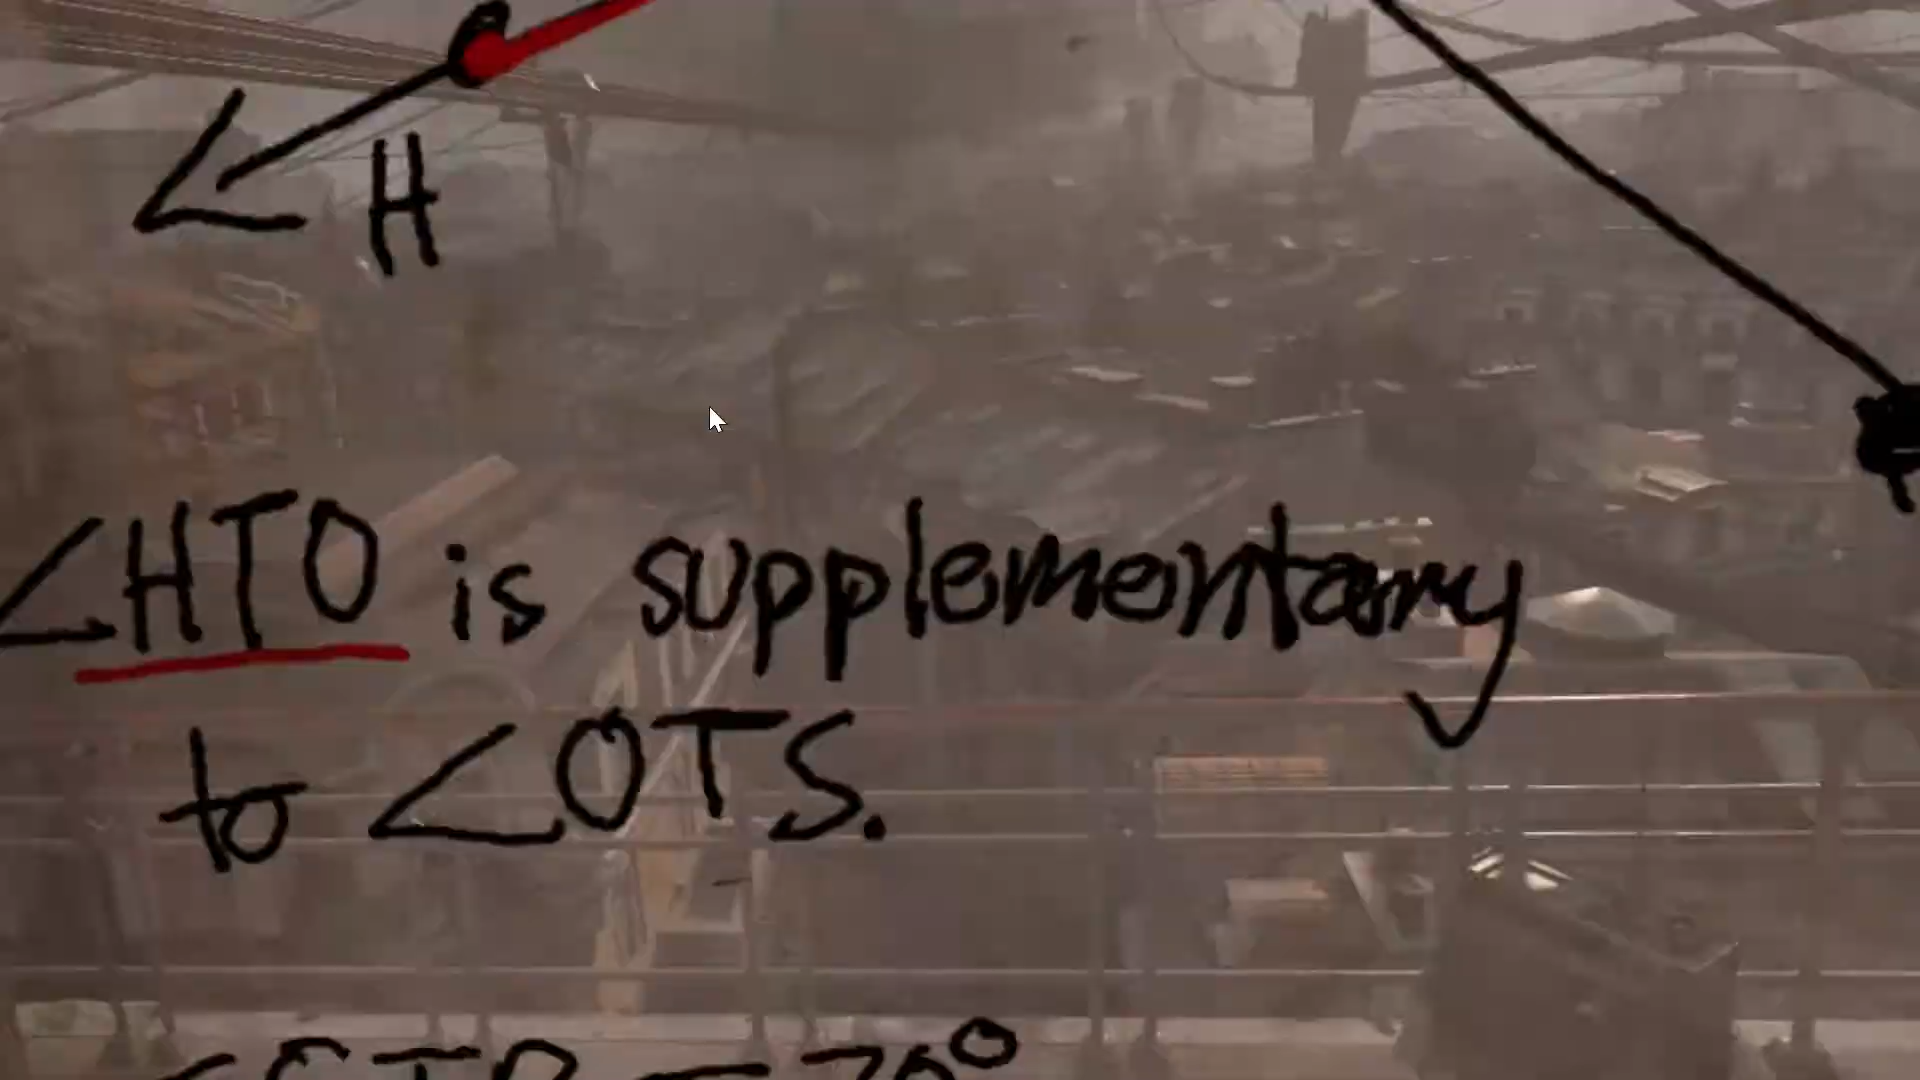 H
∠HTO is supplementary
to ∠OTS.